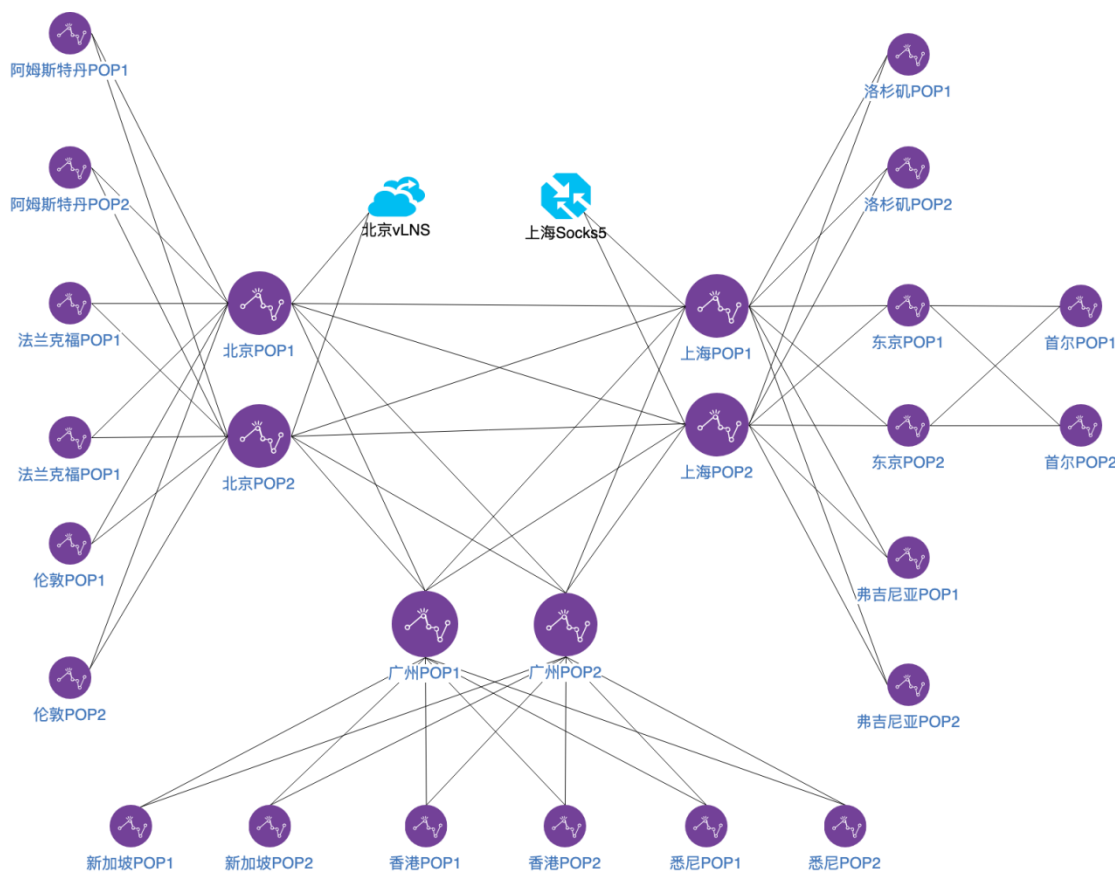 阿姆斯特丹POP1
洛杉矶POP1
阿姆斯特丹POP2
洛杉矶POP2
北京vLNS
上海Socks5
法兰克福POP1
北京POP1
上海POP1
东京POP1
首尔POP1
法兰克福POP1
北京POP2
上海POP2
东京POP2
首尔POP2
伦敦POP1
弗吉尼亚POP1
广州POP1
广州POP2
伦敦POP2
弗吉尼亚POP2
新加坡POP1
新加坡POP2
香港POP1
香港POP2
悉尼POP1
悉尼POP2